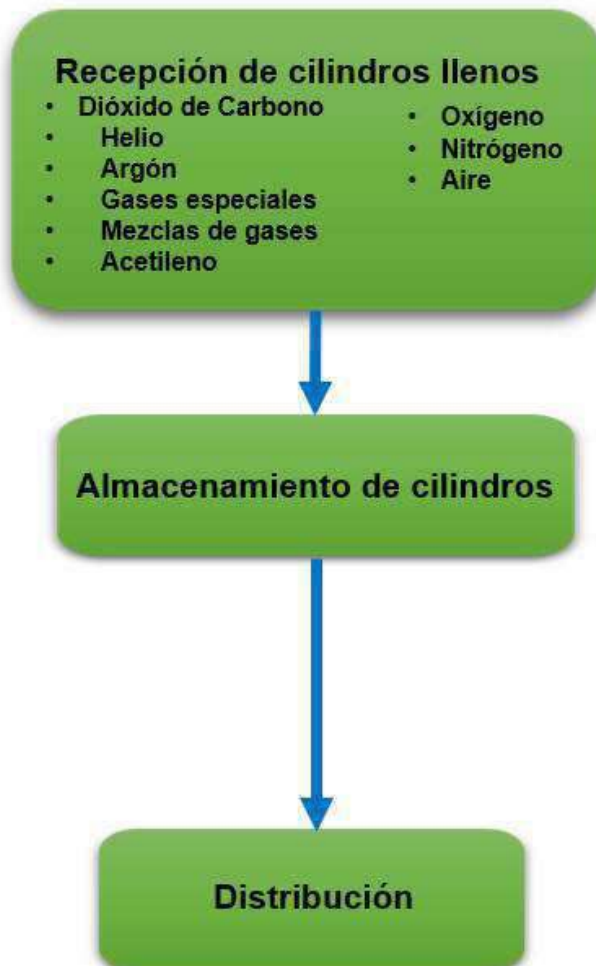 Recepción de cilindros llenos
• Dióxido de Carbono
• Helio
• Argón
• Gases especiales
• Mezclas de gases
• Acetileno
• Oxígeno
• Nitrógeno
• Aire
Almacenamiento de cilindros
Distribución